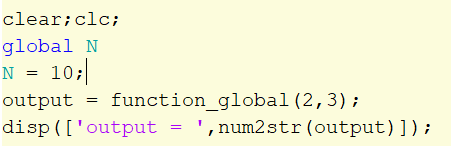 clear;clc;
global N
N = 10;
output = function_global(2,3);
disp(['output = ',num2str(output)]);